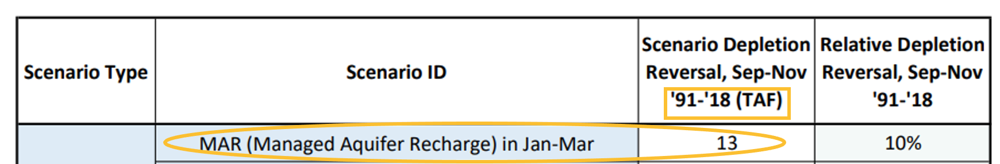 Scenario Type
Scenario ID
Scenario Depletion
Reversal, Sep-Nov
'91-'18 (TAF)
Relative Depletion
Reversal, Sep-Nov
'91-'18
MAR (Managed Aquifer Recharge) in Jan-Mar
13
10%